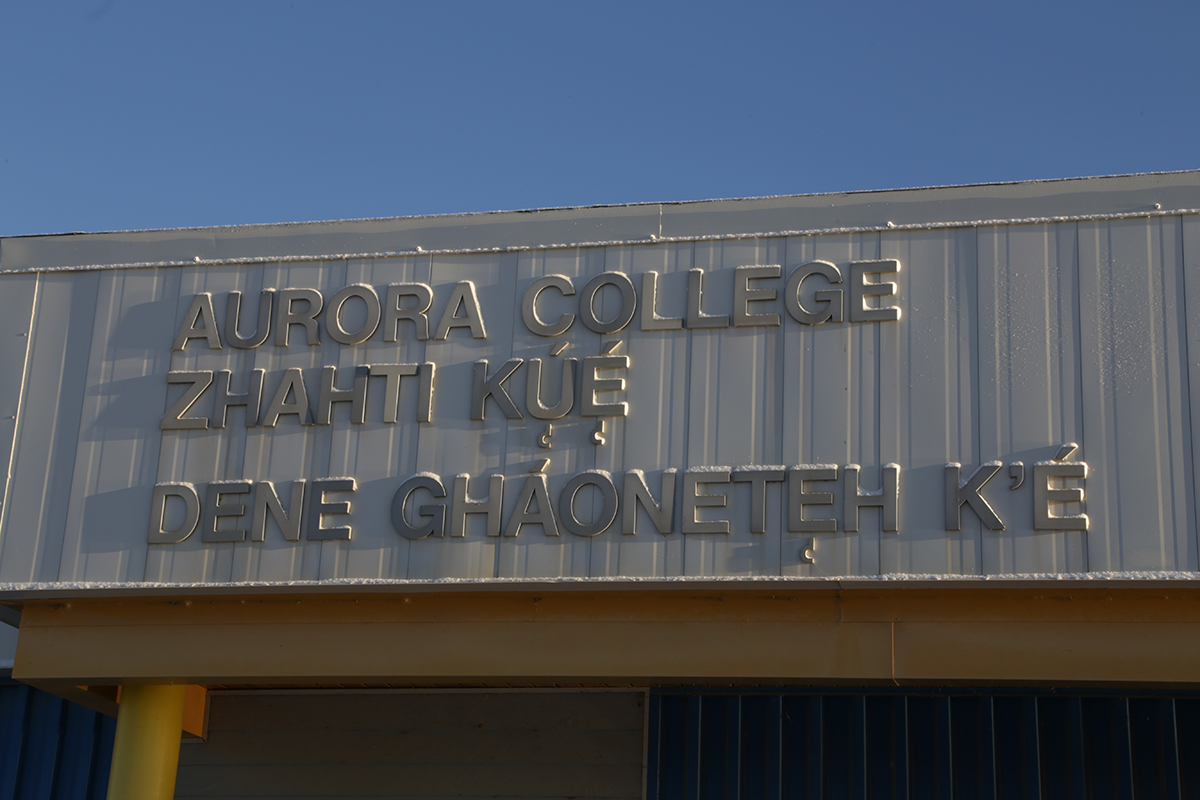 AURORA COLLEGE
ZHAHTI KŲ́Ę́
DENE GHÁONETĘH K’É